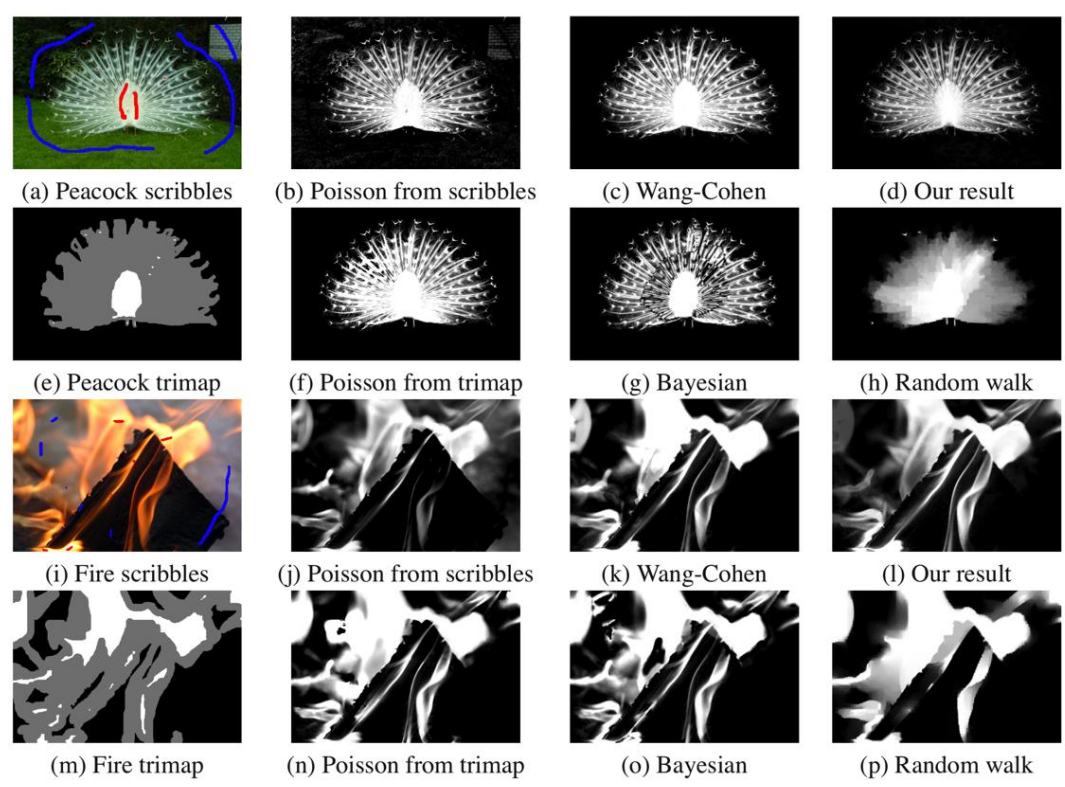 (a) Peacock scribbles
(b) Poisson from scribbles
(c) Wang-Cohen
(d) Our result
(e) Peacock trimap
(f) Poisson from trimap
(g) Bayesian
(h) Random walk
(i) Fire scribbles
(j) Poisson from scribbles
(k) Wang-Cohen
(l) Our result
(m) Fire trimap
(n) Poisson from trimap
(o) Bayesian
(p) Random walk